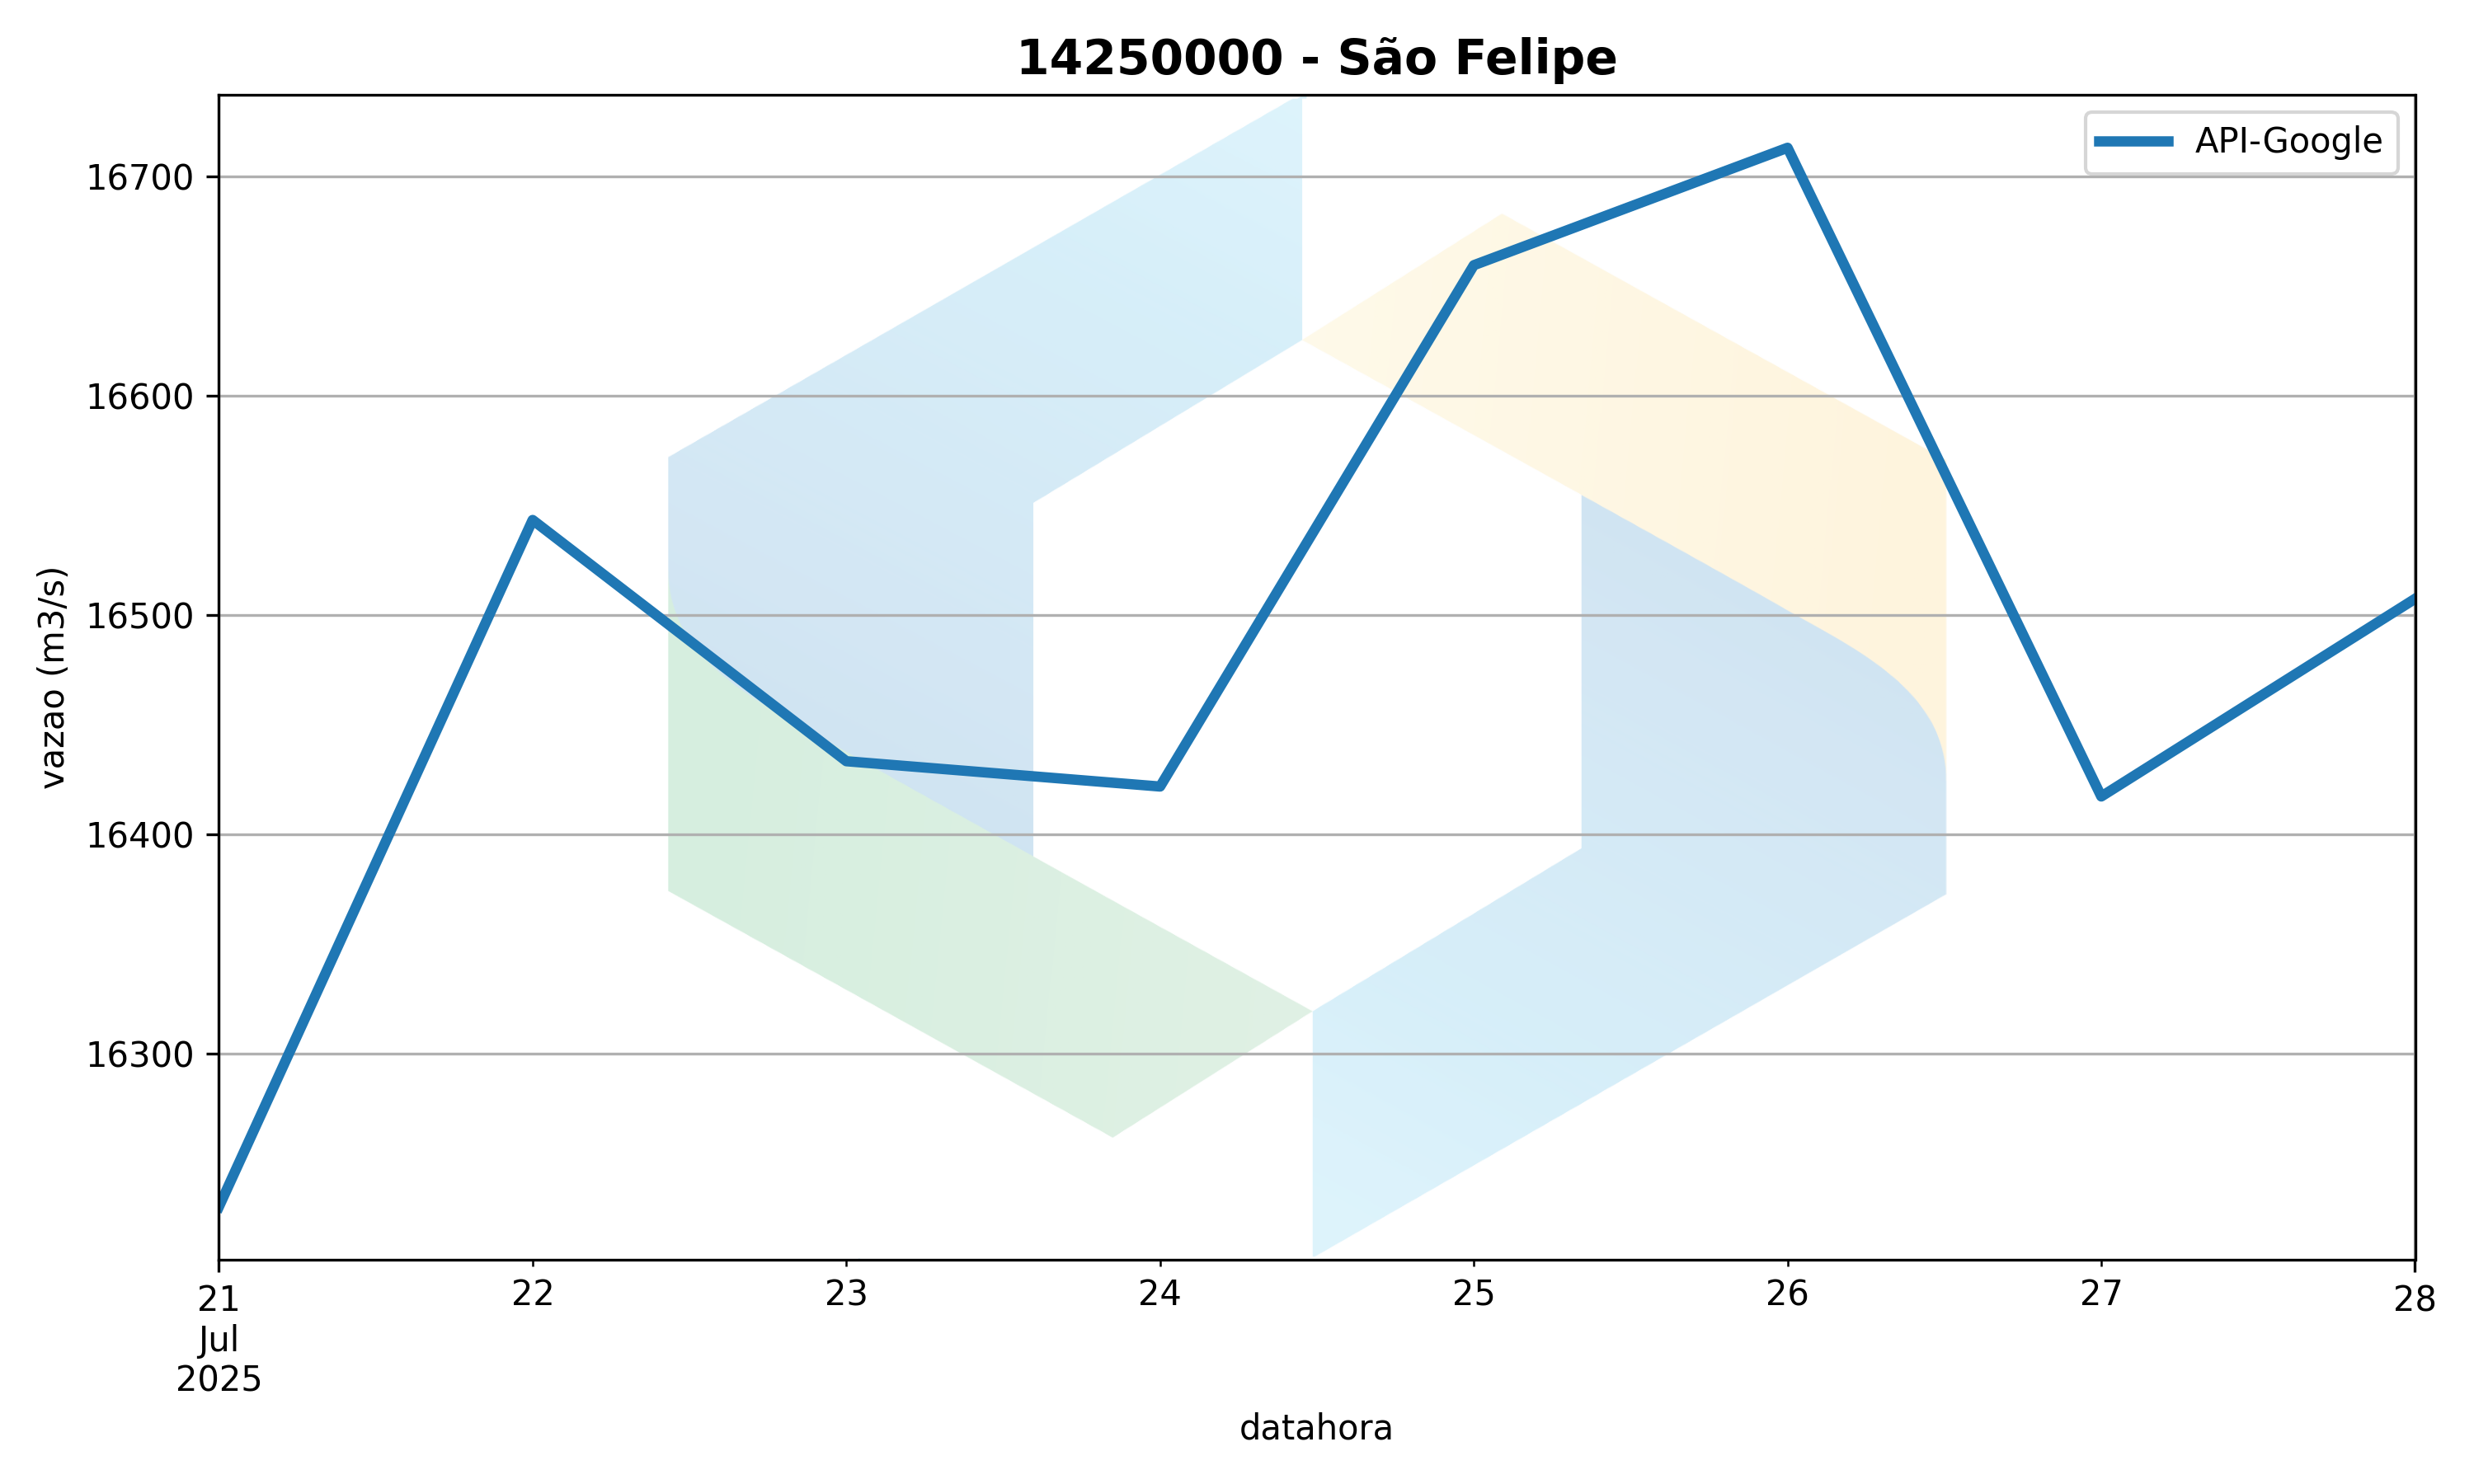 14250000 - São Felipe
API-Google
vazao (m3/s)
16700
16600
16500
16400
16300
21 22 23 24 25 26 27 28
Jul
2025
datahora